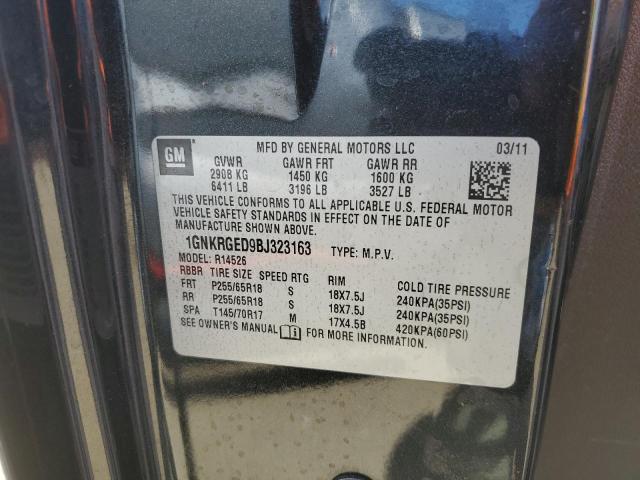 GM
MFD BY GENERAL MOTORS LLC 03/11
GVWR GAWR FRT GAWR RR
2908 KG 1450 KG 1600 KG
6411 LB 3196 LB 3527 LB
THIS VEHICLE CONFORMS TO ALL APPLICABLE U.S. FEDERAL MOTOR
VEHICLE SAFETY STANDARDS IN EFFECT ON THE DATE OF
MANUFACTURE SHOWN ABOVE.
1GNKRGED9BJ323163 TYPE: M.P.V.
MODEL: R14526
RBBR TIRE SIZE SPEED RTG RIM COLD TIRE PRESSURE
FRT P255/65R18 S 18X7.5J 240KPA(35PSI)
RR P255/65R18 S 18X7.5J 240KPA(35PSI)
SPA T145/70R17 M 17X4.5B 420KPA(60PSI)
SEE OWNER'S MANUAL FOR MORE INFORMATION.